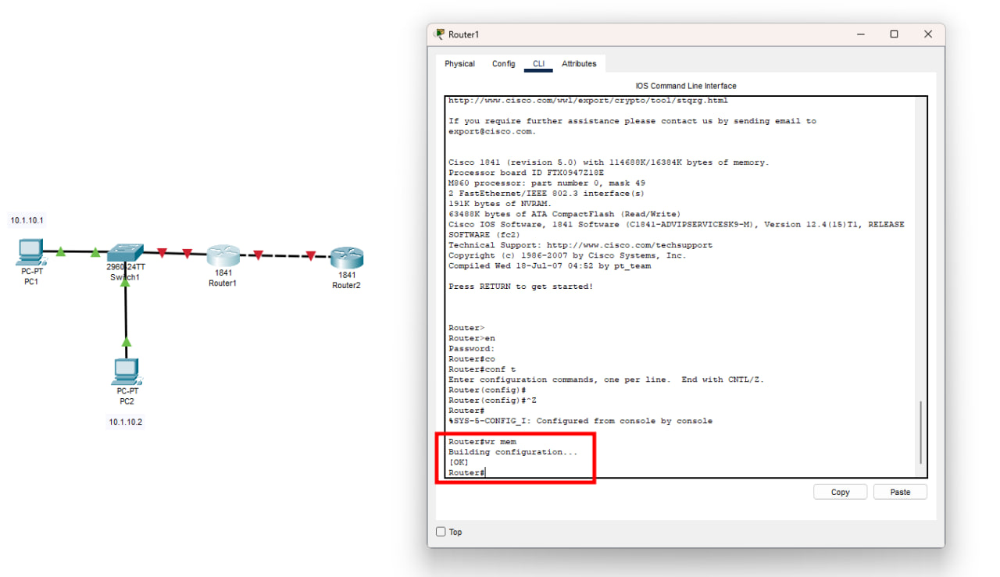 10.1.10.1
PC-PT
PC1
2960-24TT
Switch1
1841
Router1
1841
Router2
PC-PT
PC2
10.1.10.2
Router1
Physical Config CLI Attributes
IOS Command Line Interface
http://www.cisco.com/wwl/export/crypto/tool/stqrg.html
If you require further assistance please contact us by sending email to
export@cisco.com.
Cisco 1841 (revision 5.0) with 114688K/16384K bytes of memory.
Processor board ID FTX0947Z18E
M860 processor: part number 0, mask 49
2 FastEthernet/IEEE 802.3 interface(s)
191K bytes of NVRAM.
63488K bytes of ATA CompactFlash (Read/Write)
Cisco IOS Software, 1841 Software (C1841-ADVIPSERVICESK9-M), Version 12.4(15)T1, RELEASE
SOFTWARE (fc2)
Technical Support: http://www.cisco.com/techsupport
Copyright (c) 1986-2007 by Cisco Systems, Inc.
Compiled Wed 18-Jul-07 04:52 by pt_team
Press RETURN to get started!
Router>
Router>en
Password:
Router#co
Router#conf t
Enter configuration commands, one per line. End with CNTL/Z.
Router(config)#
Router(config)#^Z
Router#
%SYS-5-CONFIG_I: Configured from console by console
Router#wr mem
Building configuration...
[OK]
Router#
Copy Paste
Top